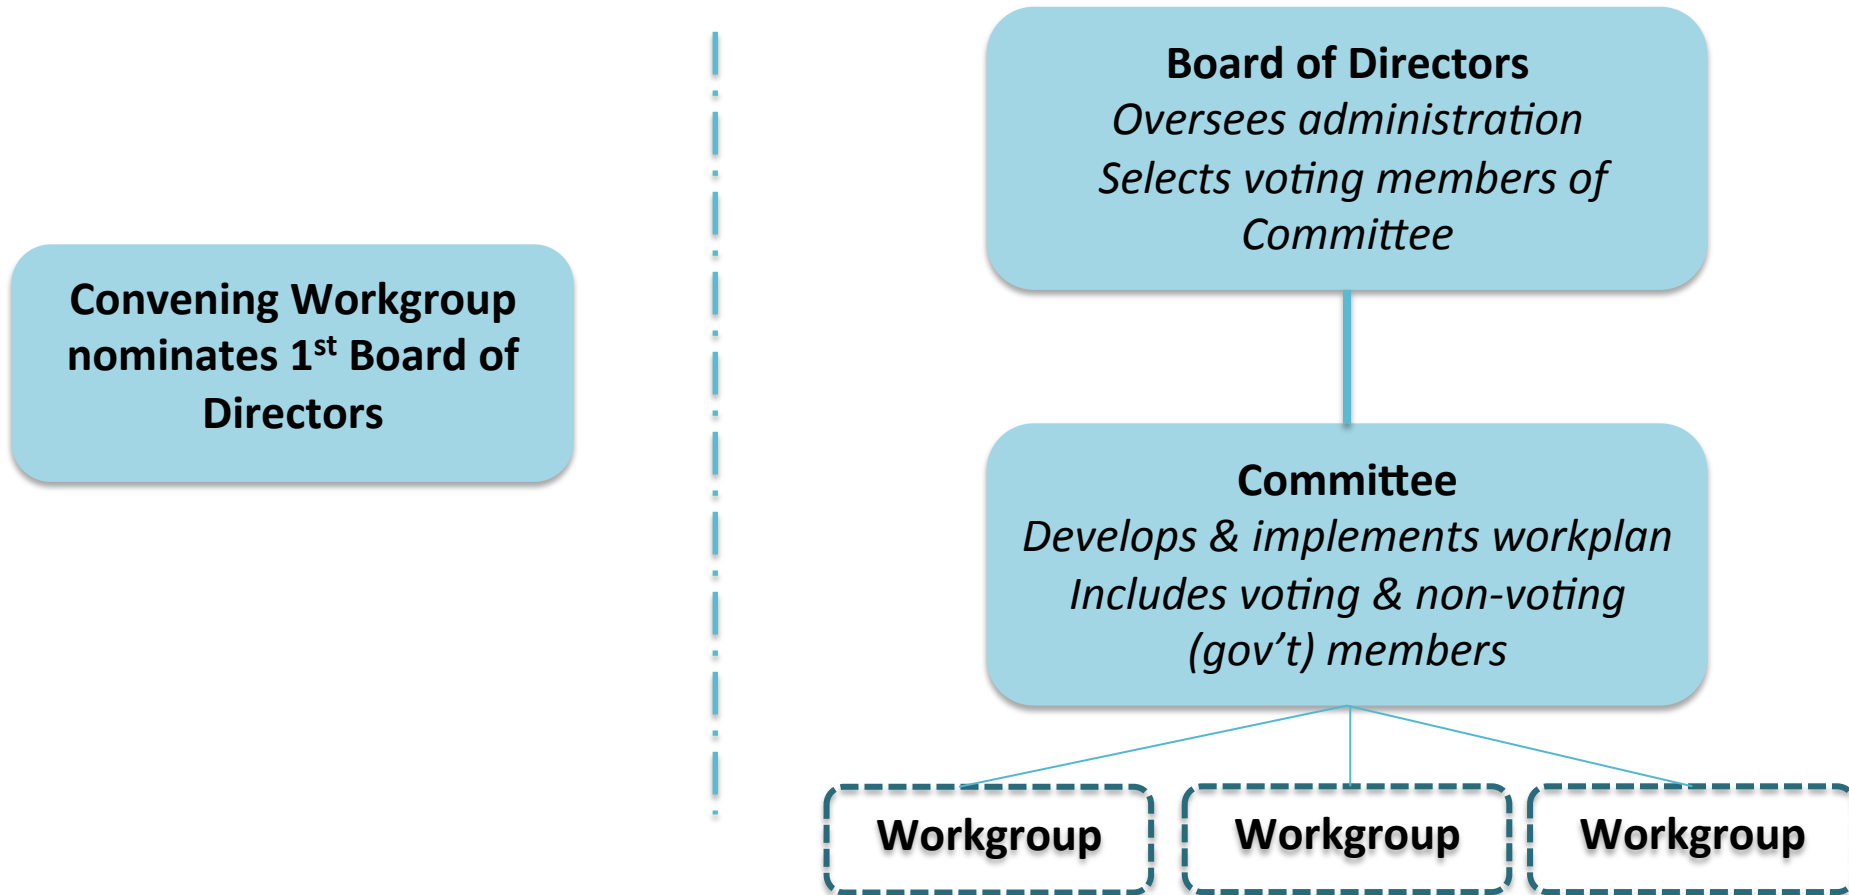 Convening Workgroup
nominates 1st Board of
Directors
Board of Directors
Oversees administration
Selects voting members of
Committee
Committee
Develops & implements workplan
Includes voting & non-voting
(gov’t) members
Workgroup
Workgroup
Workgroup